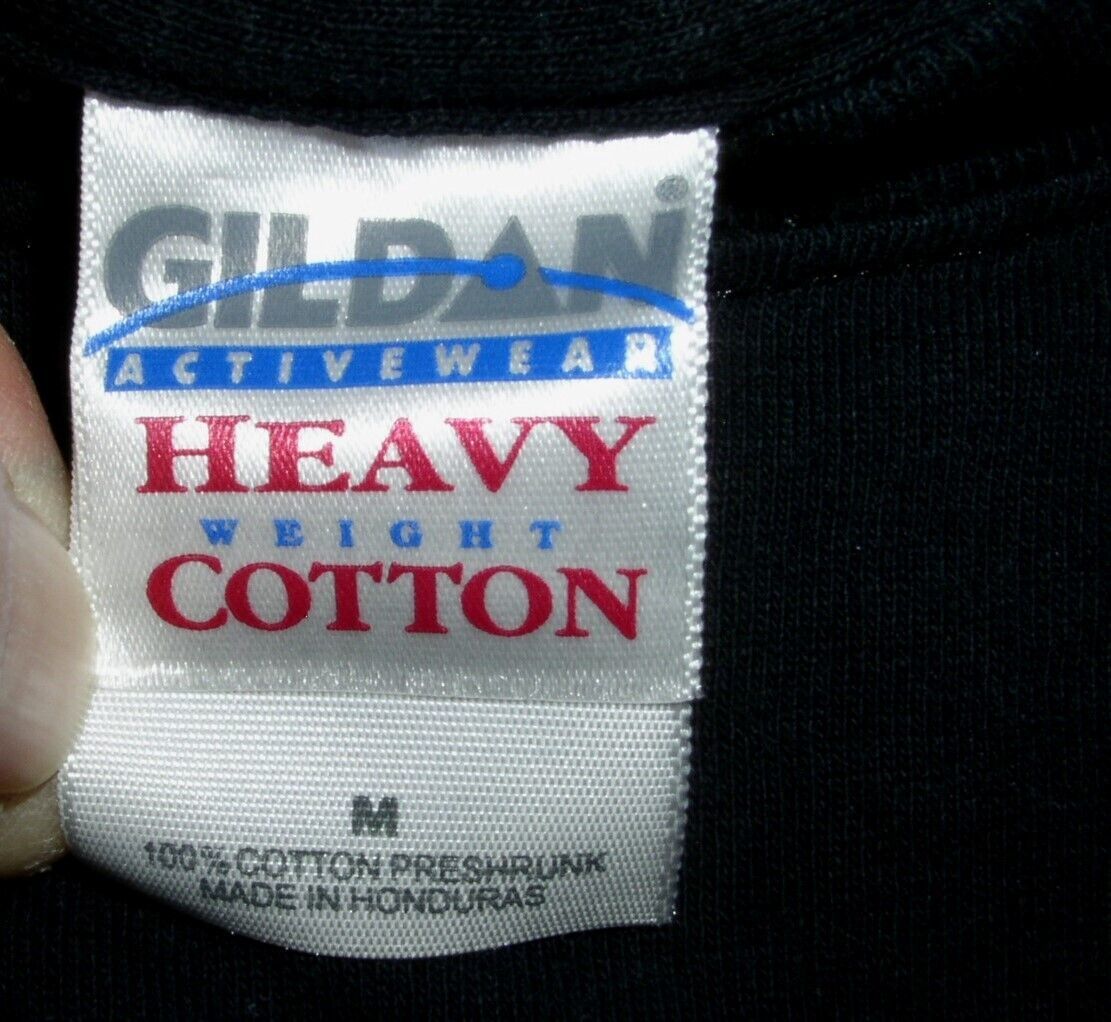 GILDAN®
ACTIVEWEAR
HEAVY
WEIGHT
COTTON
M
100% COTTON PRESHRUNK
MADE IN HONDURAS